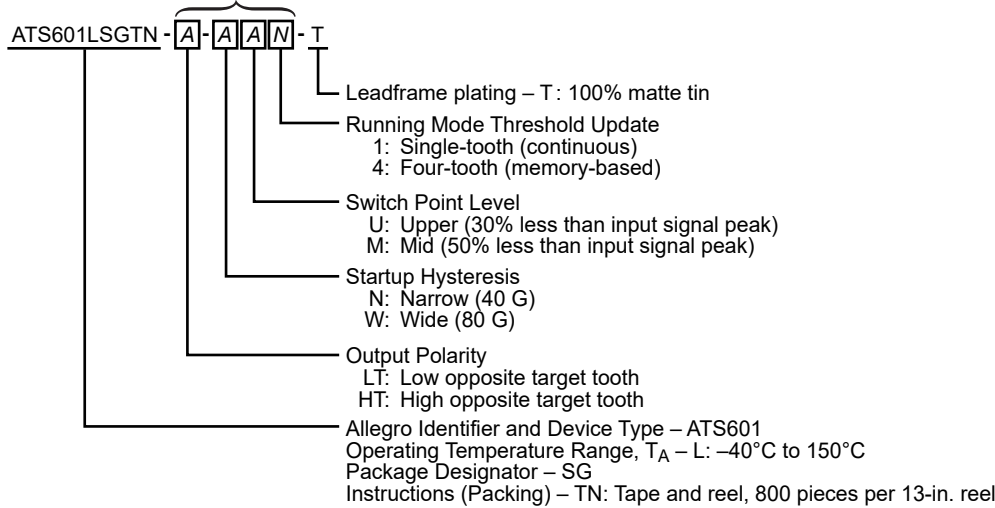 ATS601LSGTN - A - A A N - T
Leadframe plating – T: 100% matte tin
Running Mode Threshold Update
1: Single-tooth (continuous)
4: Four-tooth (memory-based)
Switch Point Level
U: Upper (30% less than input signal peak)
M: Mid (50% less than input signal peak)
Startup Hysteresis
N: Narrow (40 G)
W: Wide (80 G)
Output Polarity
LT: Low opposite target tooth
HT: High opposite target tooth
Allegro Identifier and Device Type – ATS601
Operating Temperature Range, TA – L: –40°C to 150°C
Package Designator – SG
Instructions (Packing) – TN: Tape and reel, 800 pieces per 13-in. reel